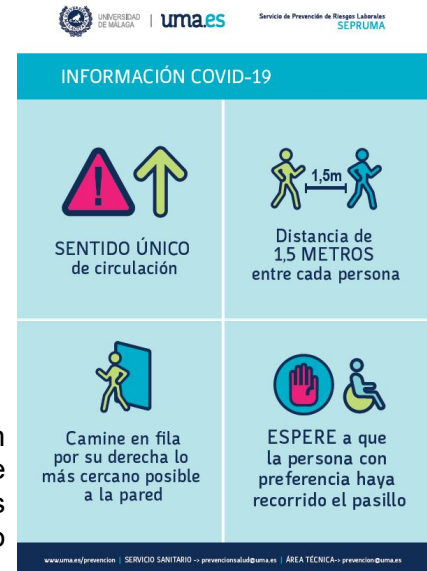 UNIVERSIDAD
DE MÁLAGA
uma.es
Servicio de Prevención de Riesgos Laborales
SEPRUMA
INFORMACIÓN COVID-19
!
SENTIDO ÚNICO
de circulación
1,5m
Distancia de
1,5 METROS
entre cada persona
Camine en fila
por su derecha lo
más cercano posible
a la pared
ESPERE a que
la persona con
preferencia haya
recorrido el pasillo
n
e
s
o
www.uma.es/prevencion | SERVICIO SANITARIO -> prevencionsalud@uma.es | ÁREA TÉCNICA-> prevencion@uma.es